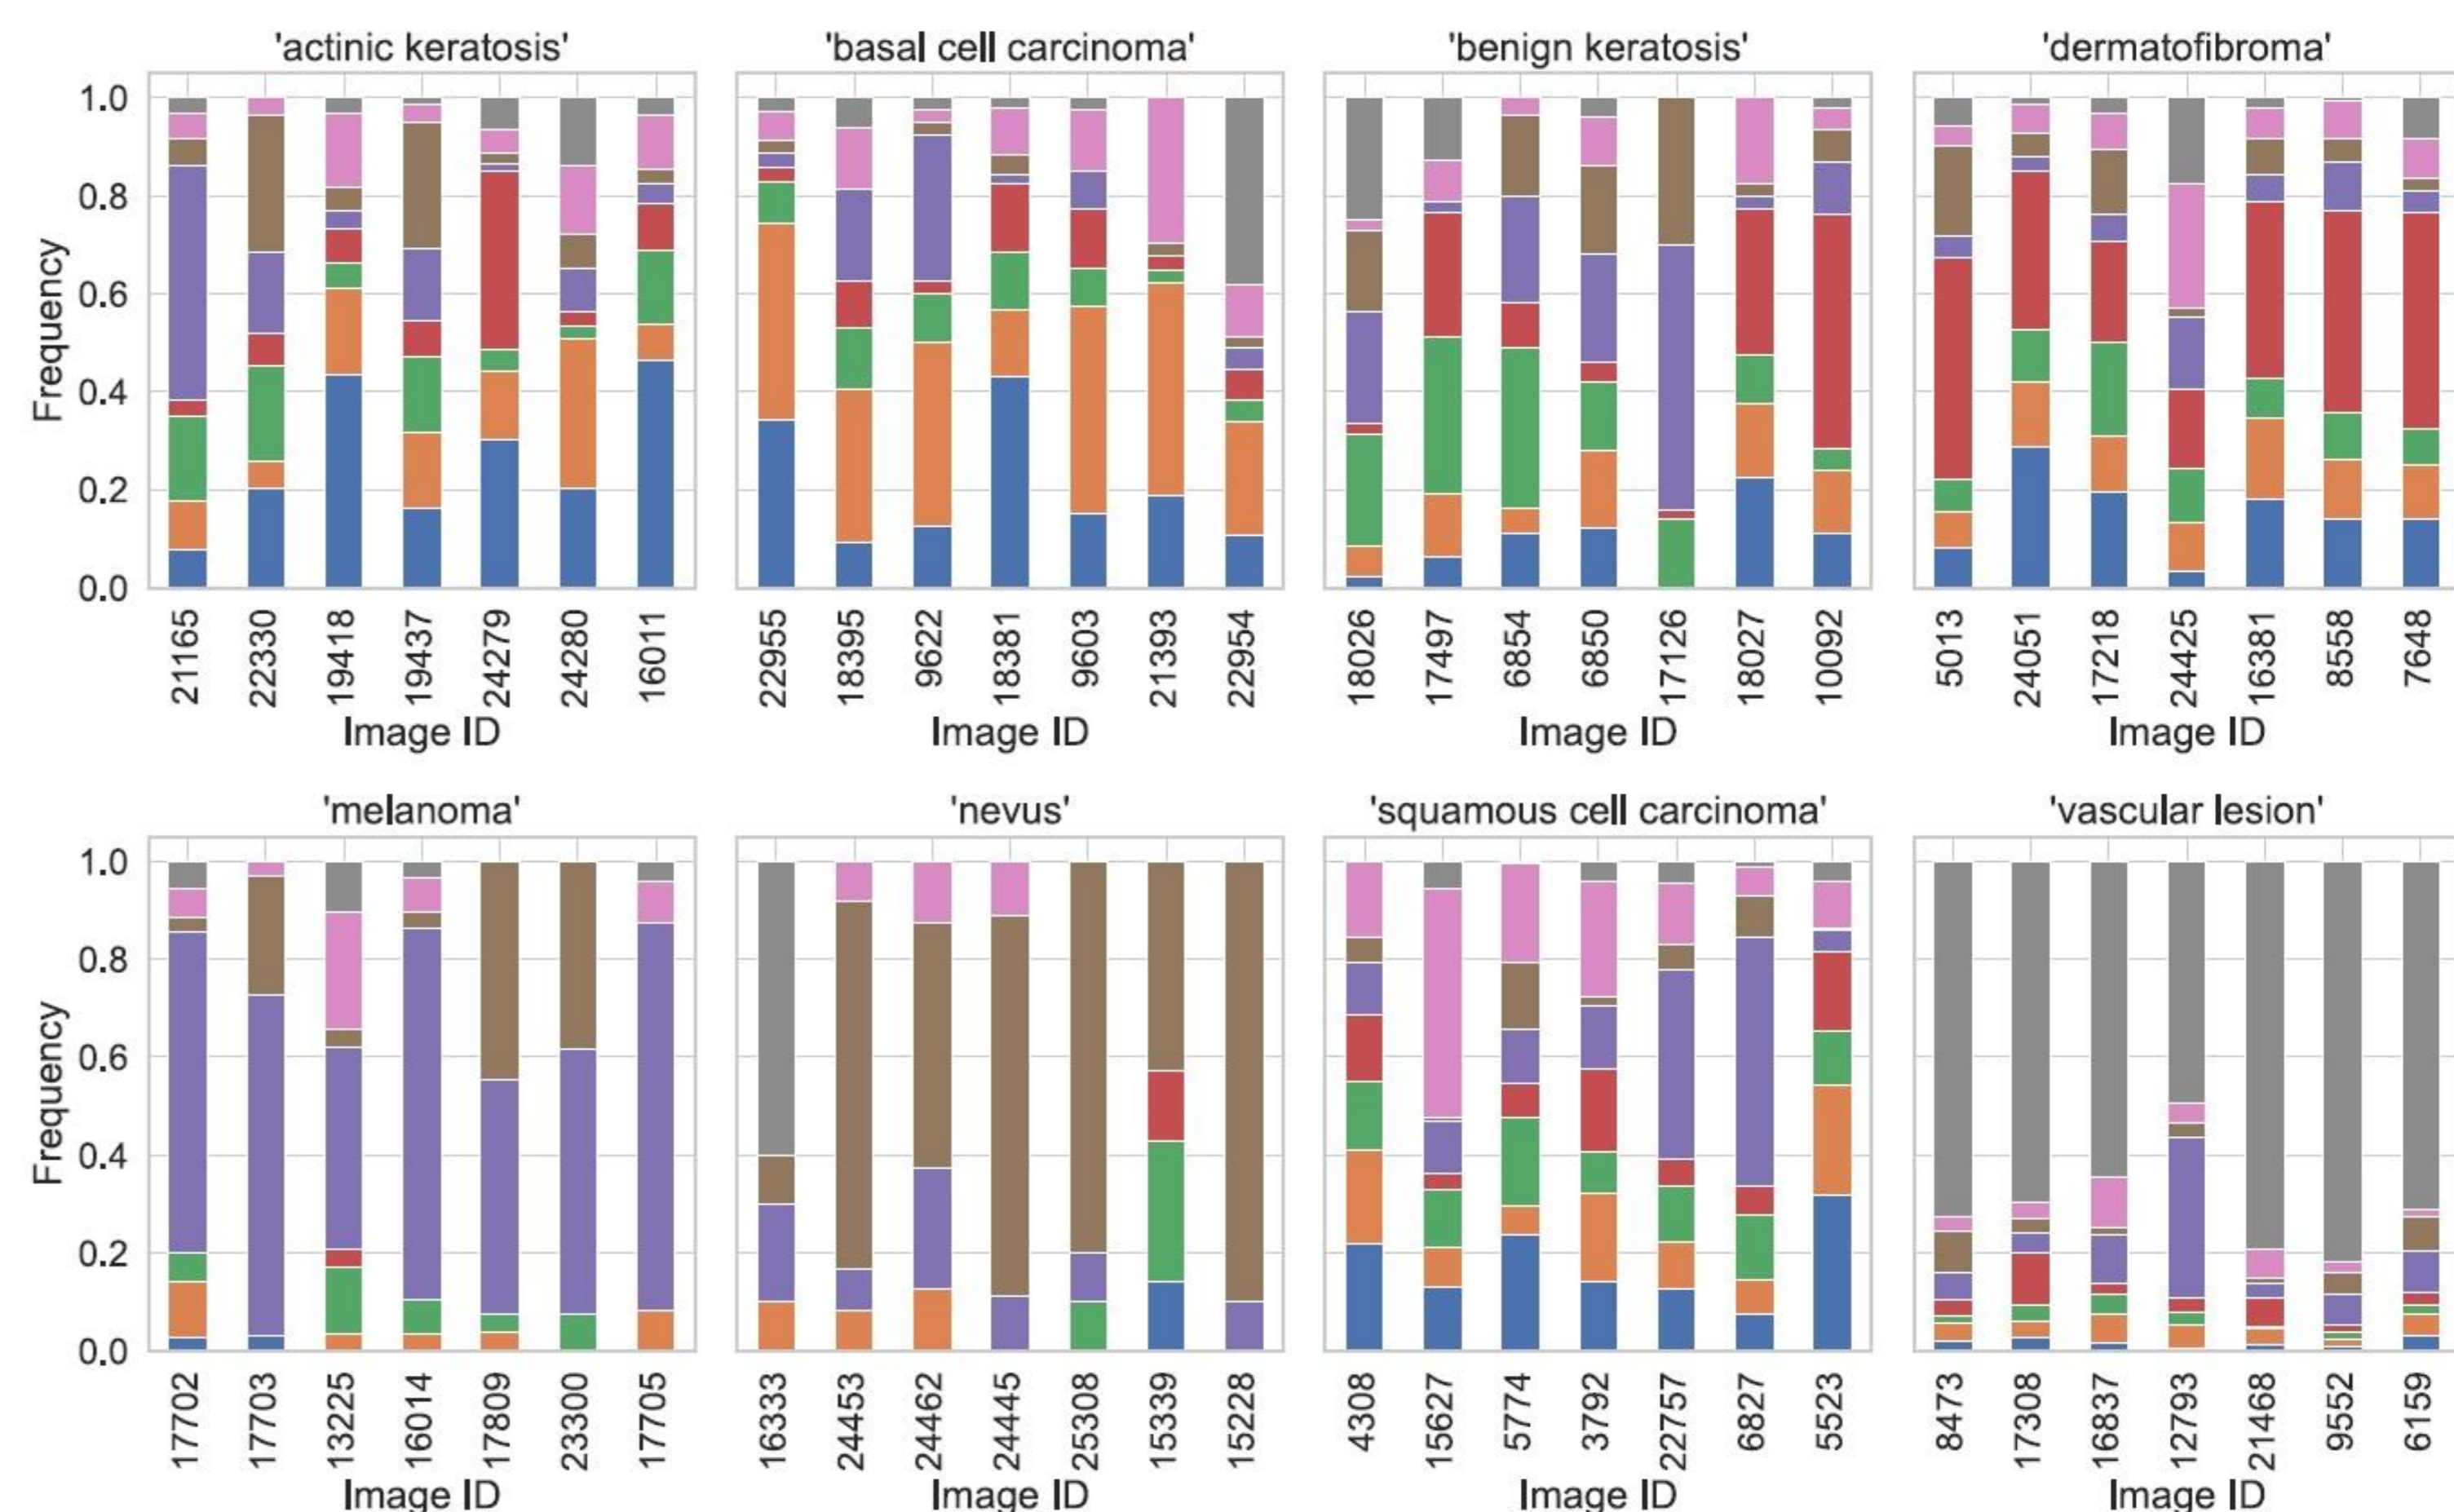 'actinic keratosis' 'basal cell carcinoma' 'benign keratosis' 'dermatofibroma'
Frequency
1.0
0.8
0.6
0.4
0.2
0.0
21165 22330 19418 19437 24279 24280 16011 22955 18395 9622 18381 9603 21393 22954 18026 17497 6854 6850 17126 18027 10092 5013 24051 17218 24425 16381 8558 7648
Image ID Image ID Image ID Image ID
'melanoma' 'nevus' 'squamous cell carcinoma' 'vascular lesion'
Frequency
1.0
0.8
0.6
0.4
0.2
0.0
17702 17703 13225 16014 17809 23300 17705 16333 24453 24462 24445 25308 15339 15228 4308 15627 5774 3792 22757 6827 5523 8473 17308 16837 12793 21468 9552 6159
Image ID Image ID Image ID Image ID